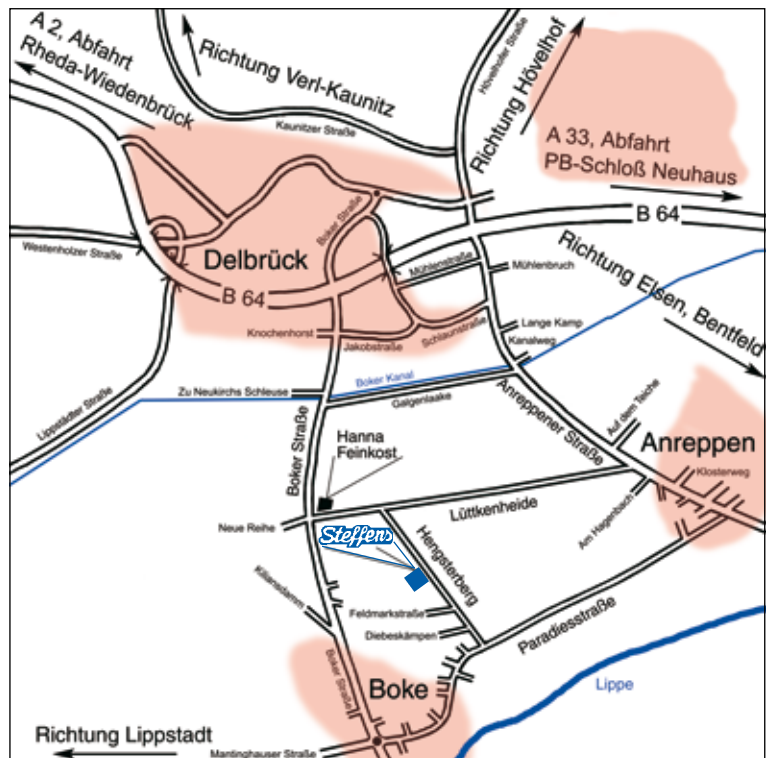 A 2, Abfahrt
Rheda-Wiedenbrück
Richtung Verl-Kaunitz
Kaunitzer Straße
Hövelhofer Straße
Richtung Hövelhof
A 33, Abfahrt
PB-Schloß Neuhaus
B 64
Richtung Elsen, Bentfeld
Westenholzer Straße
Delbrück
Boker Straße
B 64
Mühlenstraße
Mühlenbruch
Knochenhorst
Jakobstraße
Schlaunstraße
Lange Kamp
Kanalweg
Lippstädter Straße
Zu Neukirchs Schleuse
Boker Kanal
Galgenlaake
Anreppener Straße
Auf dem Teiche
Anreppen
Klosterweg
Boker Straße
Hanna
Feinkost
Neue Reihe
Lüttkenheide
Am Hagenbach
Steffens
Hengsterberg
Kiliansdamm
Feldmarkstraße
Diebeskämpen
Paradiesstraße
Boker Straße
Boke
Lippe
Richtung Lippstadt
Mantinghauser Straße